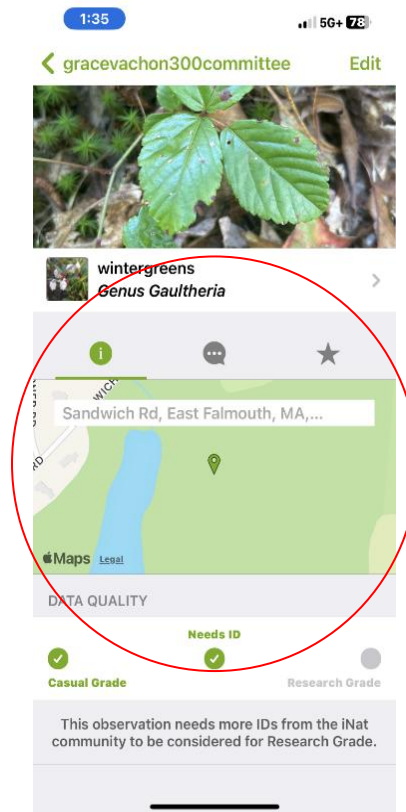 1:35
5G+ 78
gracevachon300committee Edit
wintergreens
Genus Gaultheria
WICH
Sandwich Rd, East Falmouth, MA,...
RD
Maps Legal
DATA QUALITY
Needs ID
Casual Grade
Research Grade
This observation needs more IDs from the iNat
community to be considered for Research Grade.